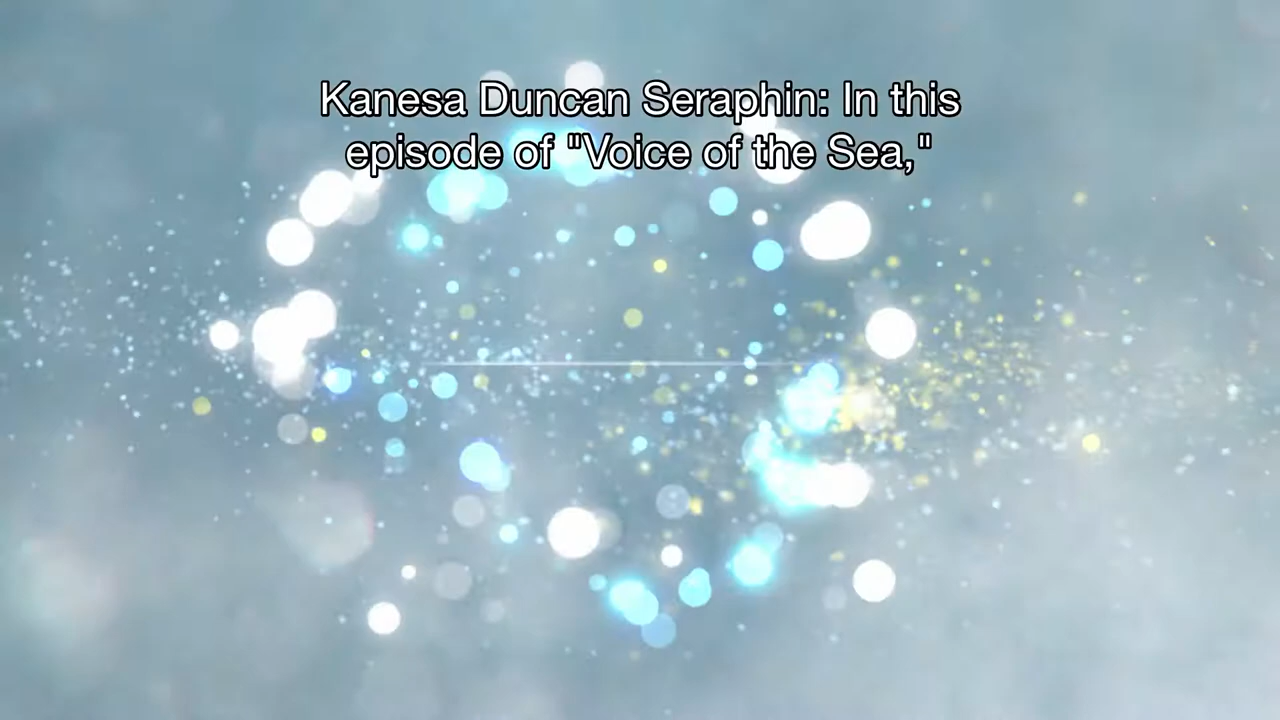 Kanesa Duncan Seraphin: In this
episode of "Voice of the Sea,"